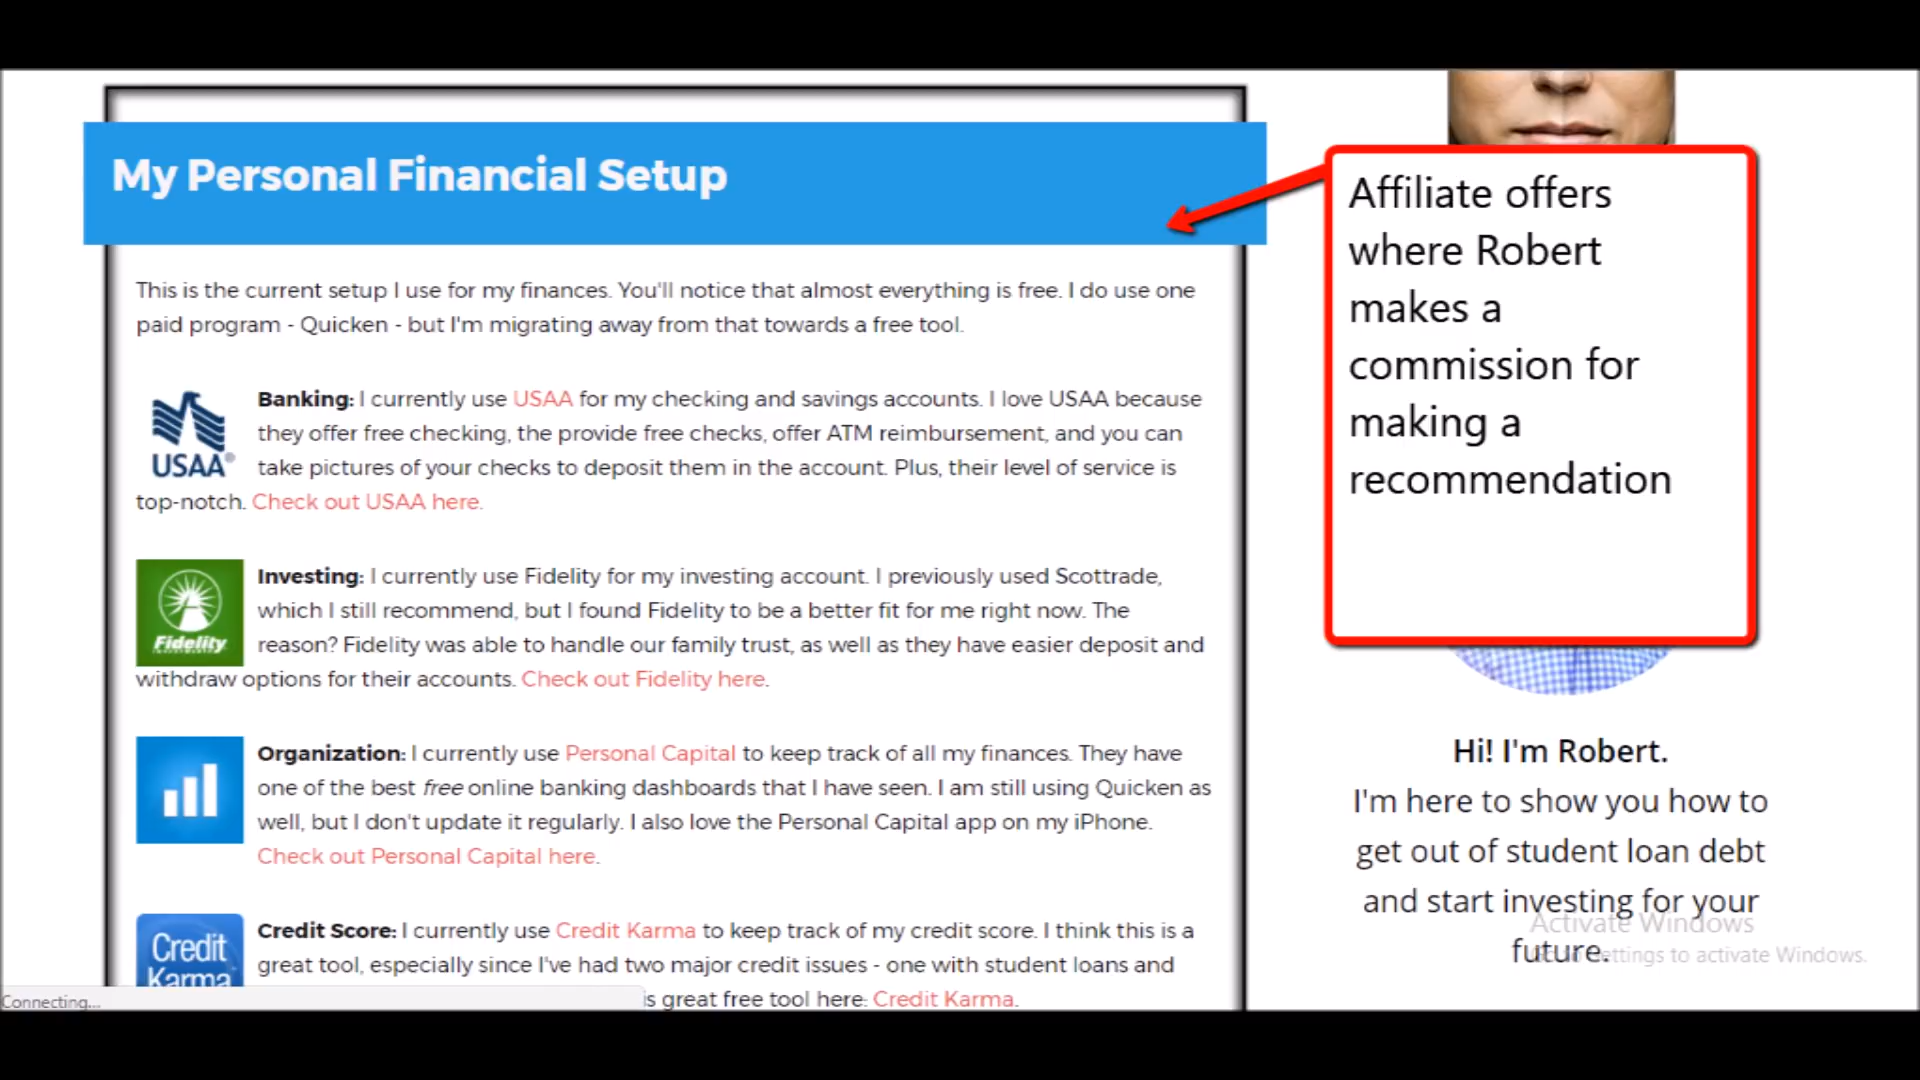 My Personal Financial Setup
This is the current setup I use for my finances. You'll notice that almost everything is free. I do use one
paid program - Quicken - but I'm migrating away from that towards a free tool.
USAA
Banking: I currently use USAA for my checking and savings accounts. I love USAA because
they offer free checking, the provide free checks, offer ATM reimbursement, and you can
take pictures of your checks to deposit them in the account. Plus, their level of service is
top-notch. Check out USAA here.
Fidelity
Investing: I currently use Fidelity for my investing account. I previously used Scottrade,
which I still recommend, but I found Fidelity to be a better fit for me right now. The
reason? Fidelity was able to handle our family trust, as well as they have easier deposit and
withdraw options for their accounts. Check out Fidelity here.
Organization: I currently use Personal Capital to keep track of all my finances. They have
one of the best free online banking dashboards that I have seen. I am still using Quicken as
well, but I don't update it regularly. I also love the Personal Capital app on my iPhone.
Check out Personal Capital here.
Credit
Karma
Credit Score: I currently use Credit Karma to keep track of my credit score. I think this is a
great tool, especially since I've had two major credit issues - one with student loans and
is great free tool here: Credit Karma.
Connecting...
Affiliate offers
where Robert
makes a
commission for
making a
recommendation
Hi! I'm Robert.
I'm here to show you how to
get out of student loan debt
and start investing for your
future.
Activate Windows
settings to activate Windows.